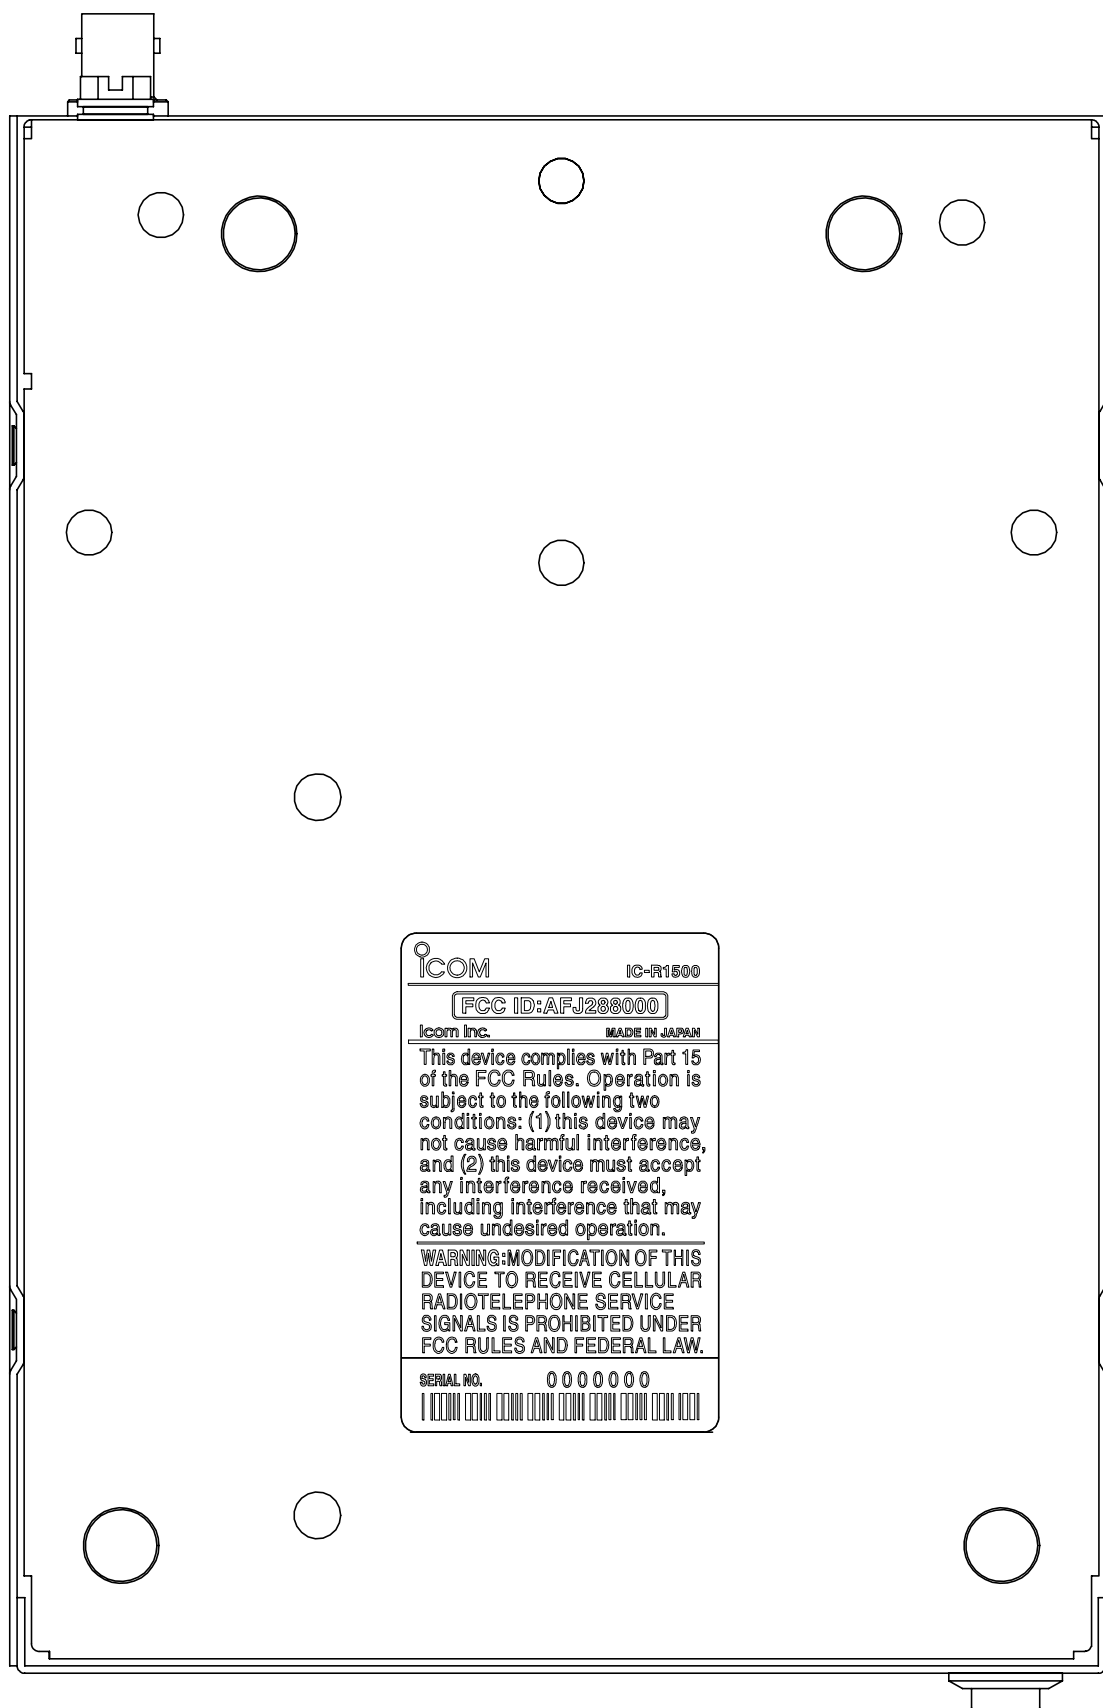 iCOM IC-R1500
FCC ID:AFJ288000
Icom Inc. MADE IN JAPAN
This device complies with Part 15
of the FCC Rules. Operation is
subject to the following two
conditions: (1) this device may
not cause harmful interference,
and (2) this device must accept
any interference received,
including interference that may
cause undesired operation.
WARNING:MODIFICATION OF THIS
DEVICE TO RECEIVE CELLULAR
RADIOTELEPHONE SERVICE
SIGNALS IS PROHIBITED UNDER
FCC RULES AND FEDERAL LAW.
SERIAL NO. 0000000